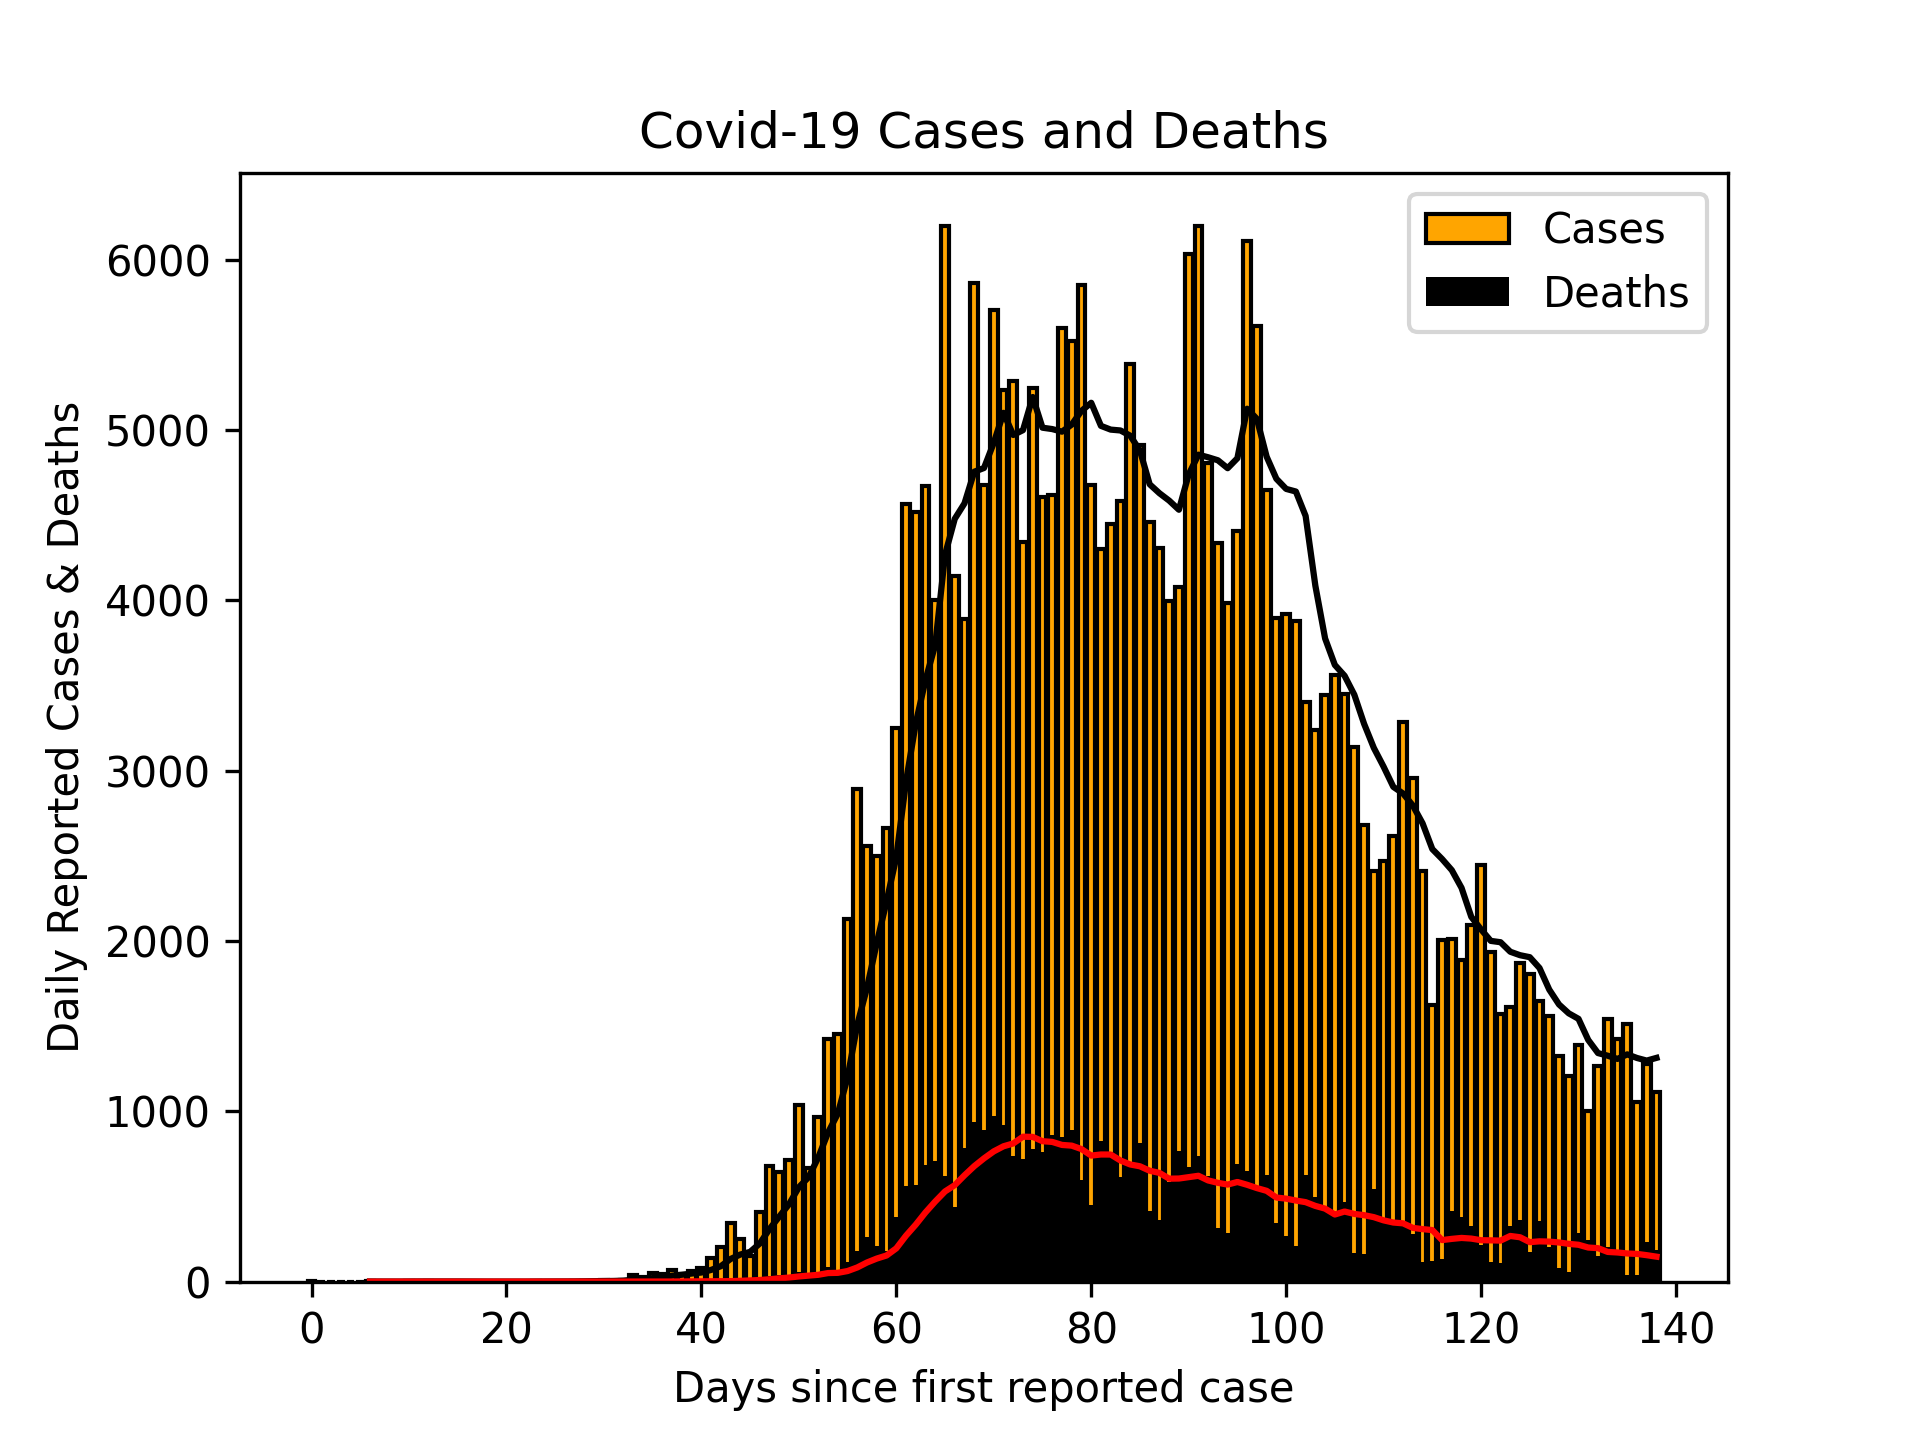 Covid-19 Cases and Deaths
Cases
Deaths
6000
5000
4000
3000
2000
1000
0
Daily Reported Cases & Deaths
0 20 40 60 80 100 120 140
Days since first reported case